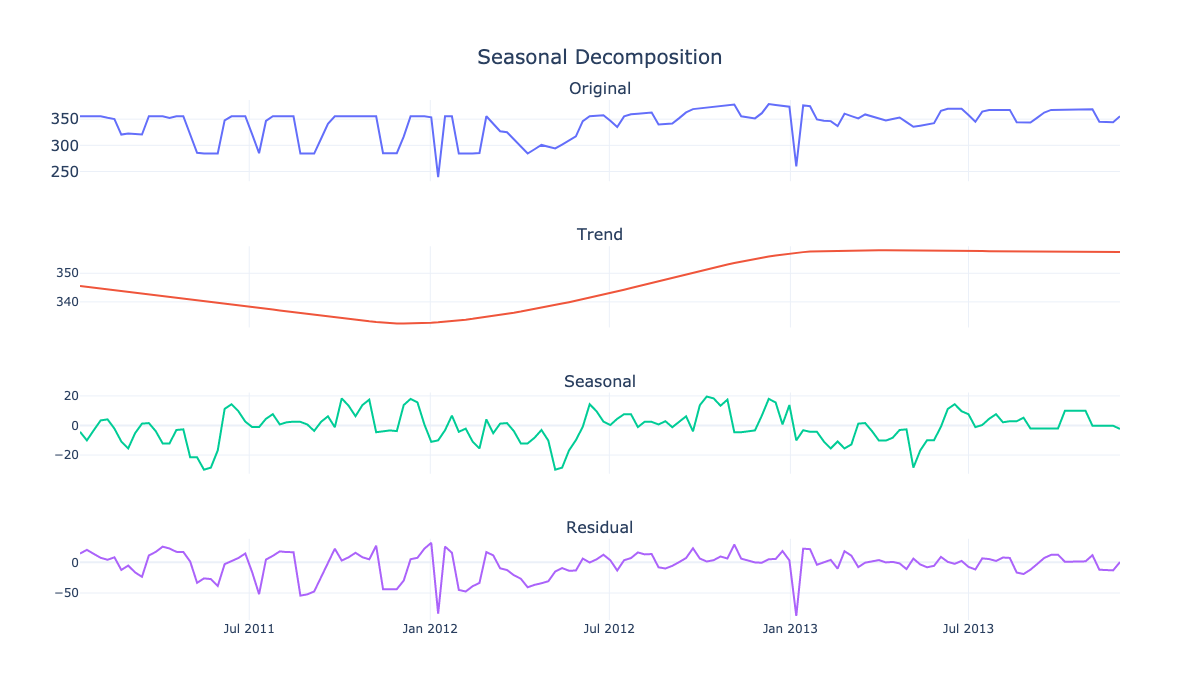 Seasonal Decomposition
Original
350
300
250
Trend
350
340
Seasonal
20
0
−20
Residual
0
−50
Jul 2011 Jan 2012 Jul 2012 Jan 2013 Jul 2013